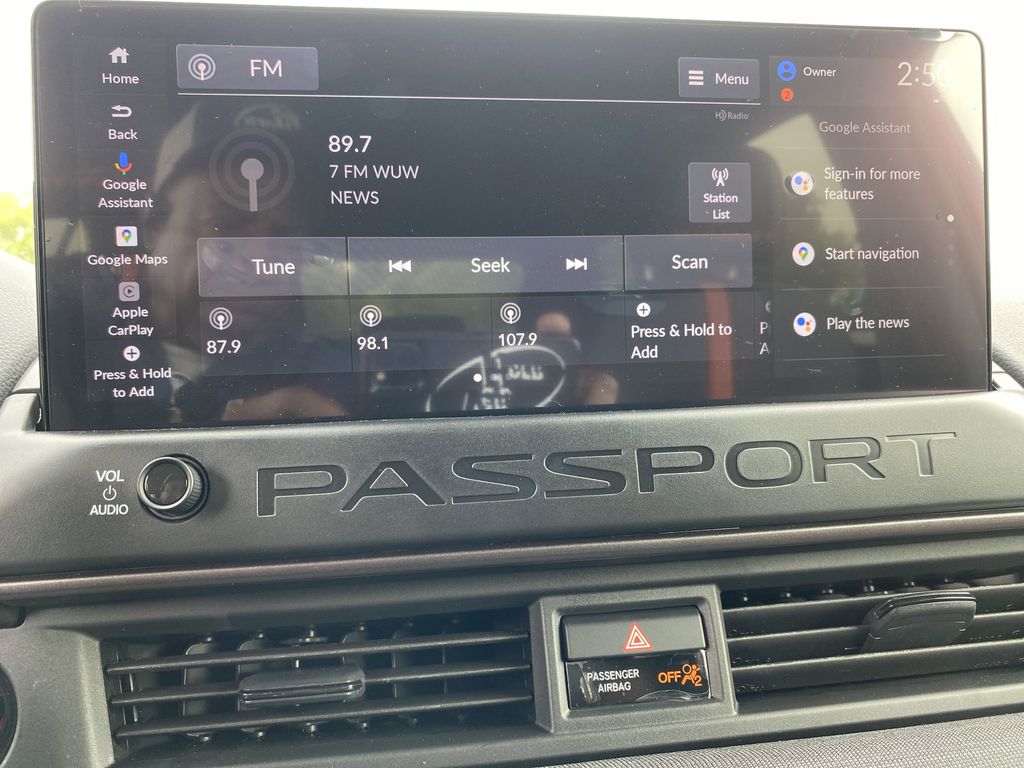 Home
FM
Menu
Owner
2:50
2
HD Radio
Back
Google Assistant
89.7
7 FM WUW
NEWS
Google
Assistant
Station
List
Sign-in for more
features
Google Maps
Start navigation
Tune
Seek
Scan
Apple
CarPlay
87.9
98.1
107.9
Press & Hold to
Add
P
A
Play the news
Press & Hold
to Add
VOL
AUDIO
PASSPORT
PASSENGER
AIRBAG
OFF
2